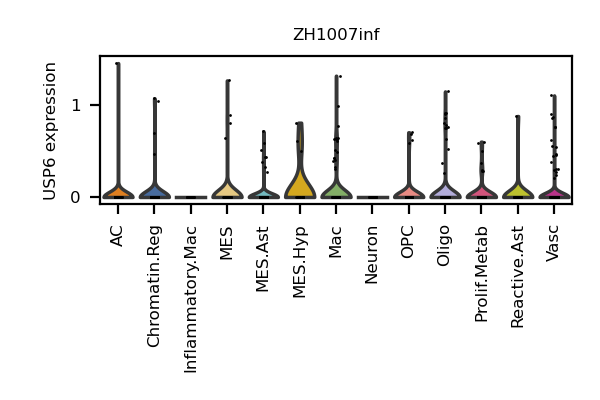 ZH1007inf
USP6 expression
1
0
AC
Chromatin.Reg
Inflammatory.Mac
MES
MES.Ast
MES.Hyp
Mac
Neuron
OPC
Oligo
Prolif.Metab
Reactive.Ast
Vasc